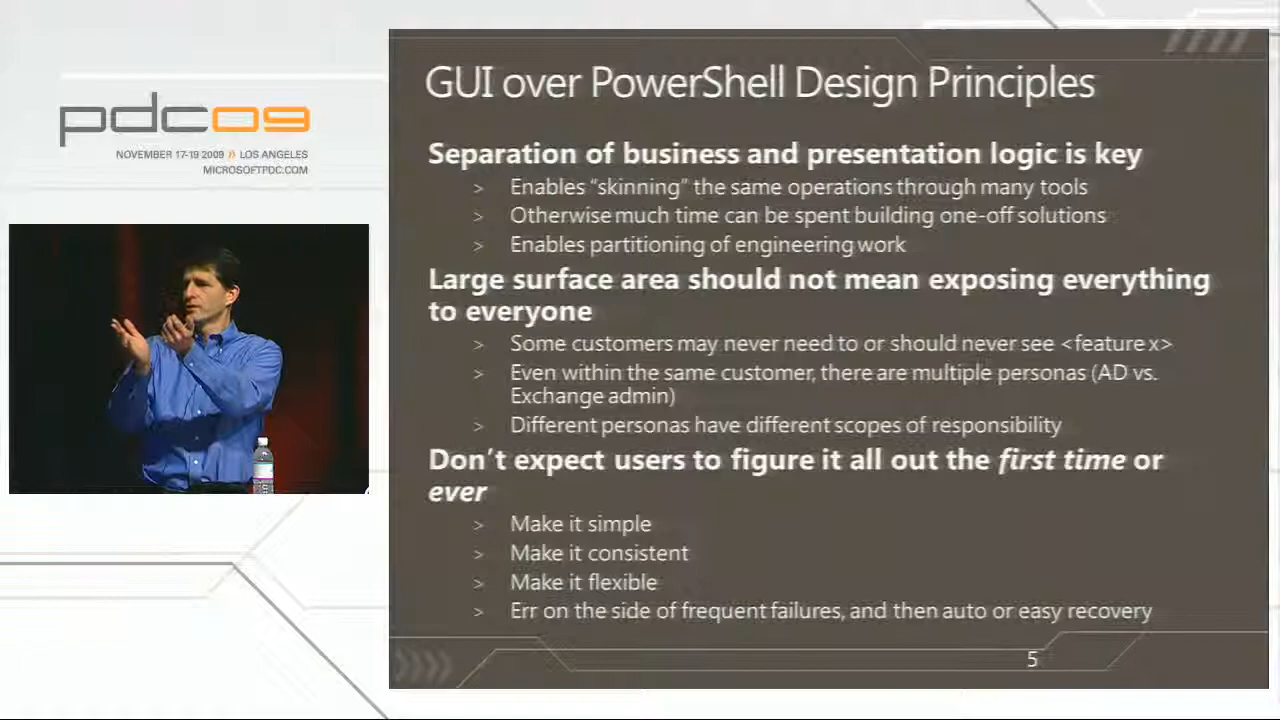 pdc09
NOVEMBER 17-19 2009 » LOS ANGELES
MICROSOFTPDC.COM
GUI over PowerShell Design Principles
Separation of business and presentation logic is key
> Enables “skinning” the same operations through many tools
> Otherwise much time can be spent building one-off solutions
> Enables partitioning of engineering work
Large surface area should not mean exposing everything
to everyone
> Some customers may never need to or should never see <feature x>
> Even within the same customer, there are multiple personas (AD vs.
Exchange admin)
> Different personas have different scopes of responsibility
Don’t expect users to figure it all out the first time or
ever
> Make it simple
> Make it consistent
> Make it flexible
> Err on the side of frequent failures, and then auto or easy recovery
5